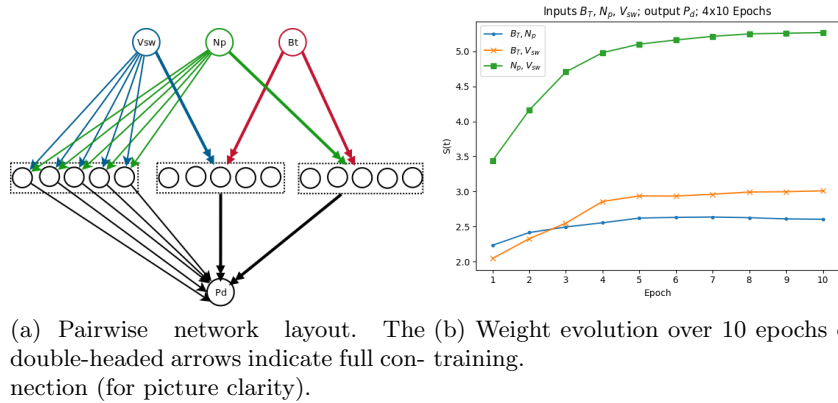 Vsw
Np
Bt
Pd
Inputs B_T, N_p, V_sw; output P_d; 4x10 Epochs
B_T, N_p
B_T, V_sw
N_p, V_sw
S(t)
5.0
4.5
4.0
3.5
3.0
2.5
2.0
1 2 3 4 5 6 7 8 9 10
Epoch
(a) Pairwise network layout. The
double-headed arrows indicate full con-
nection (for picture clarity).
(b) Weight evolution over 10 epochs
training.